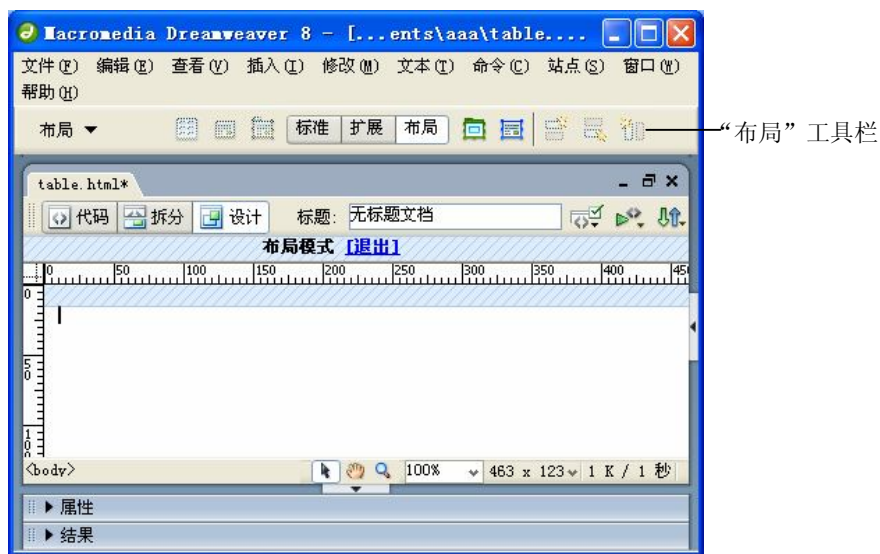 Macromedia Dreamweaver 8 - [...ents\aaa\table....
文件(F) 编辑(E) 查看(V) 插入(I) 修改(M) 文本(T) 命令(C) 站点(S) 窗口(W)
帮助(H)
布局 标准 扩展 布局
“布局”工具栏
table.html*
代码 拆分 设计 标题: 无标题文档
布局模式 [退出]
0 50 100 150 200 250 300 350 400 450
0
50
100
<body> 100% 463 x 123 1 K / 1 秒
属性
结果